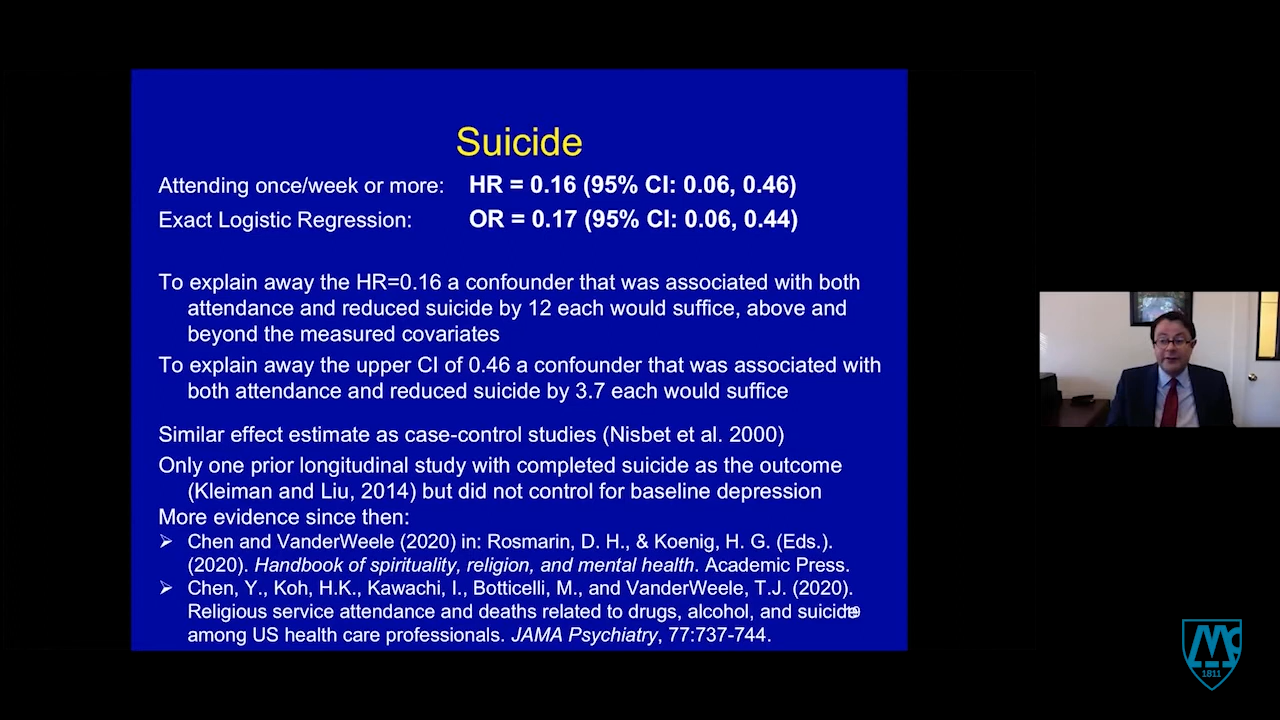 Suicide
Attending once/week or more: HR = 0.16 (95% CI: 0.06, 0.46)
Exact Logistic Regression: OR = 0.17 (95% CI: 0.06, 0.44)
To explain away the HR=0.16 a confounder that was associated with both
attendance and reduced suicide by 12 each would suffice, above and
beyond the measured covariates
To explain away the upper CI of 0.46 a confounder that was associated with
both attendance and reduced suicide by 3.7 each would suffice
Similar effect estimate as case-control studies (Nisbet et al. 2000)
Only one prior longitudinal study with completed suicide as the outcome
(Kleiman and Liu, 2014) but did not control for baseline depression
More evidence since then:
➢ Chen and VanderWeele (2020) in: Rosmarin, D. H., & Koenig, H. G. (Eds.).
(2020). Handbook of spirituality, religion, and mental health. Academic Press.
➢ Chen, Y., Koh, H.K., Kawachi, I., Botticelli, M., and VanderWeele, T.J. (2020).
Religious service attendance and deaths related to drugs, alcohol, and suicide
19
among US health care professionals. JAMA Psychiatry, 77:737-744.
1811